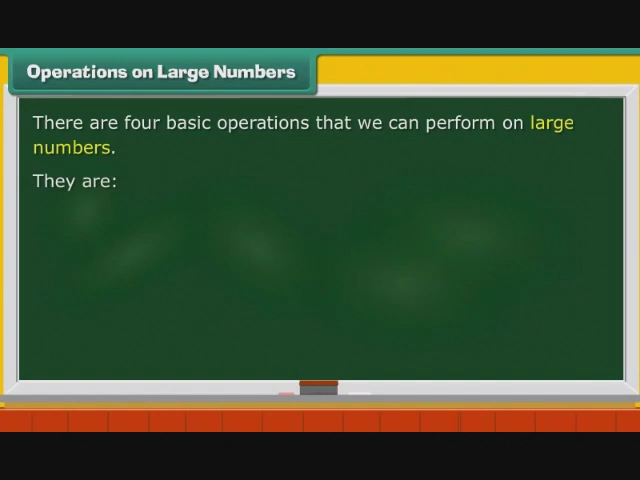 Operations on Large Numbers
There are four basic operations that we can perform on large
numbers.
They are: